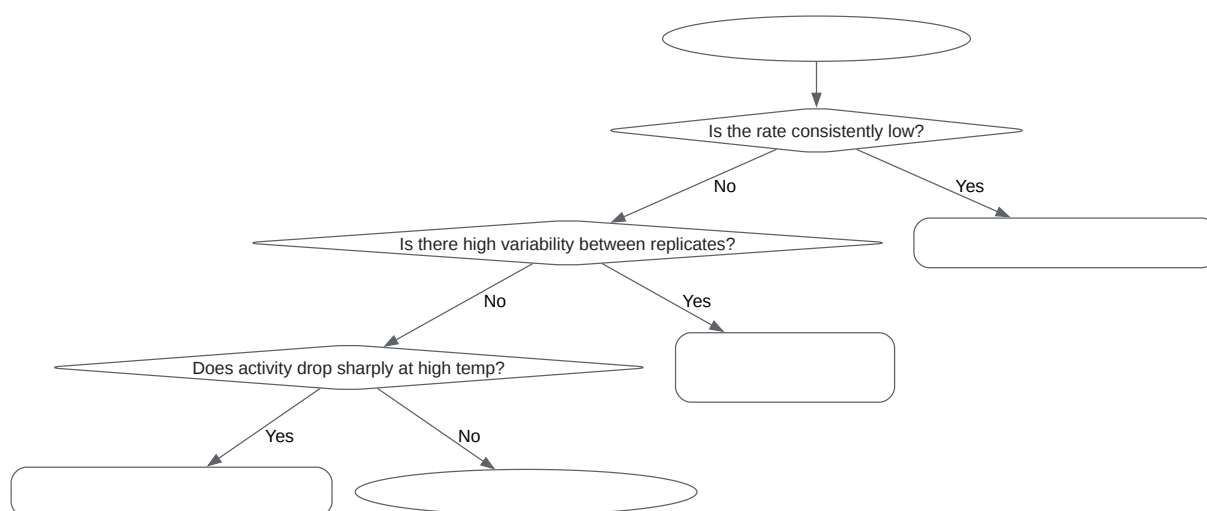 Is the rate consistently low?
No
Yes
Is there high variability between replicates?
No
Yes
Does activity drop sharply at high temp?
Yes
No